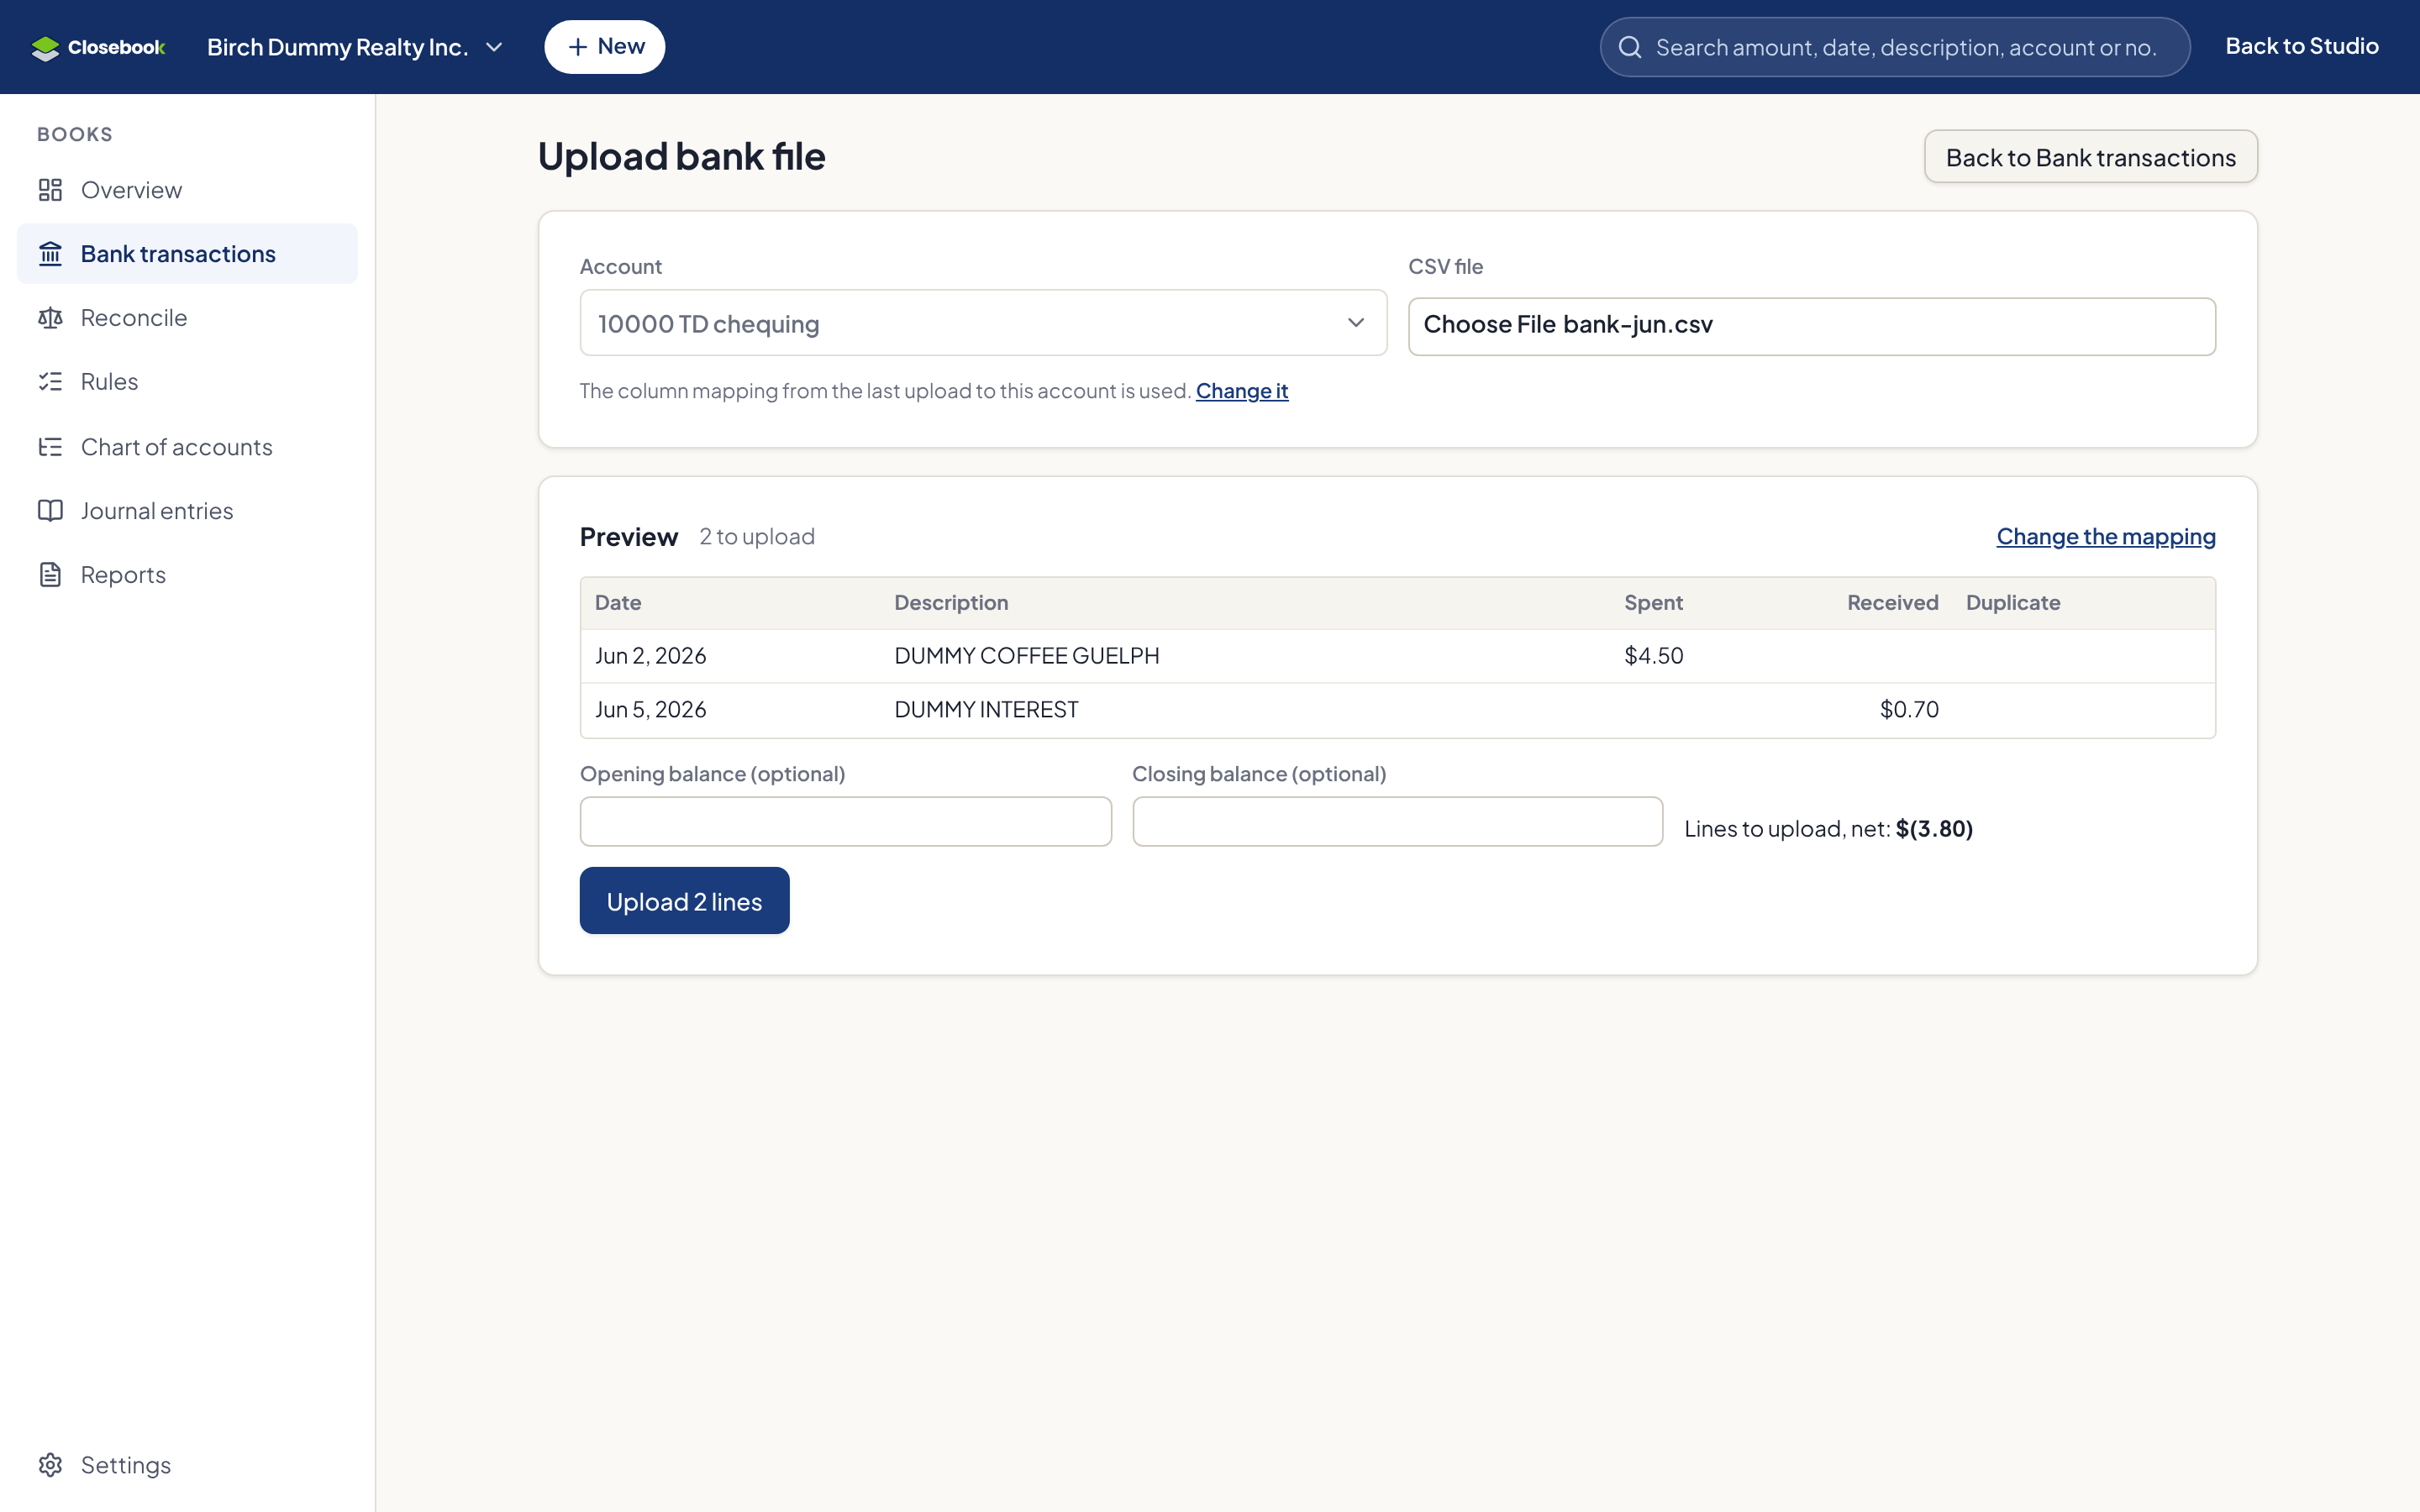 Closebook
Birch Dummy Realty Inc.
New
Search amount, date, description, account or no.
Back to Studio
BOOKS
Overview
Bank transactions
Reconcile
Rules
Chart of accounts
Journal entries
Reports
Settings
Upload bank file
Back to Bank transactions
Account
CSV file
10000 TD chequing
Choose File bank-jun.csv
The column mapping from the last upload to this account is used. Change it
Preview 2 to upload
Change the mapping
Date Description Spent Received Duplicate
Jun 2, 2026 DUMMY COFFEE GUELPH $4.50
Jun 5, 2026 DUMMY INTEREST $0.70
Opening balance (optional)
Closing balance (optional)
Lines to upload, net: $(3.80)
Upload 2 lines